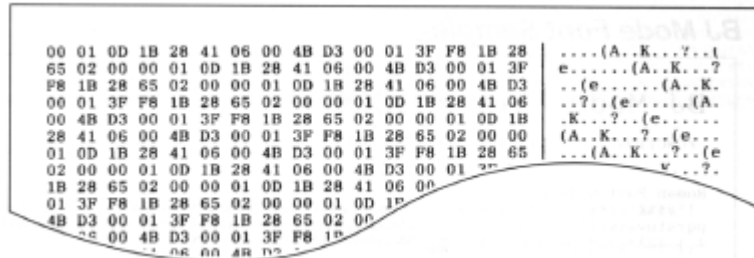 00 01 0D 1B 28 41 06 00 4B D3 00 01 3F F8 1B 28 ....(A..K...?..(
65 02 00 00 01 0D 1B 28 41 06 00 4B D3 00 01 3F e......(A..K...?
F8 1B 28 65 02 00 00 01 0D 1B 28 41 06 00 4B D3 ..(e......(A..K.
00 01 3F F8 1B 28 65 02 00 00 01 0D 1B 28 41 06 ..?..(e......(A.
00 4B D3 00 01 3F F8 1B 28 65 02 00 00 01 0D 1B .K...?..(e......
28 41 06 00 4B D3 00 01 3F F8 1B 28 65 02 00 00 (A..K...?..(e...
01 0D 1B 28 41 06 00 4B D3 00 01 3F F8 1B 28 65 ...(A..K...?..(e
02 00 00 01 0D 1B 28 41 06 00 4B D3 00 01 ?.
1B 28 65 02 00 00 01 0D 1B 28 41 06 00
01 3F F8 1B 28 65 02 00 00 01 0D
4B D3 00 01 3F F8 1B 28 65 02
00 4B D3 00 01 3F F8
06 00 4B